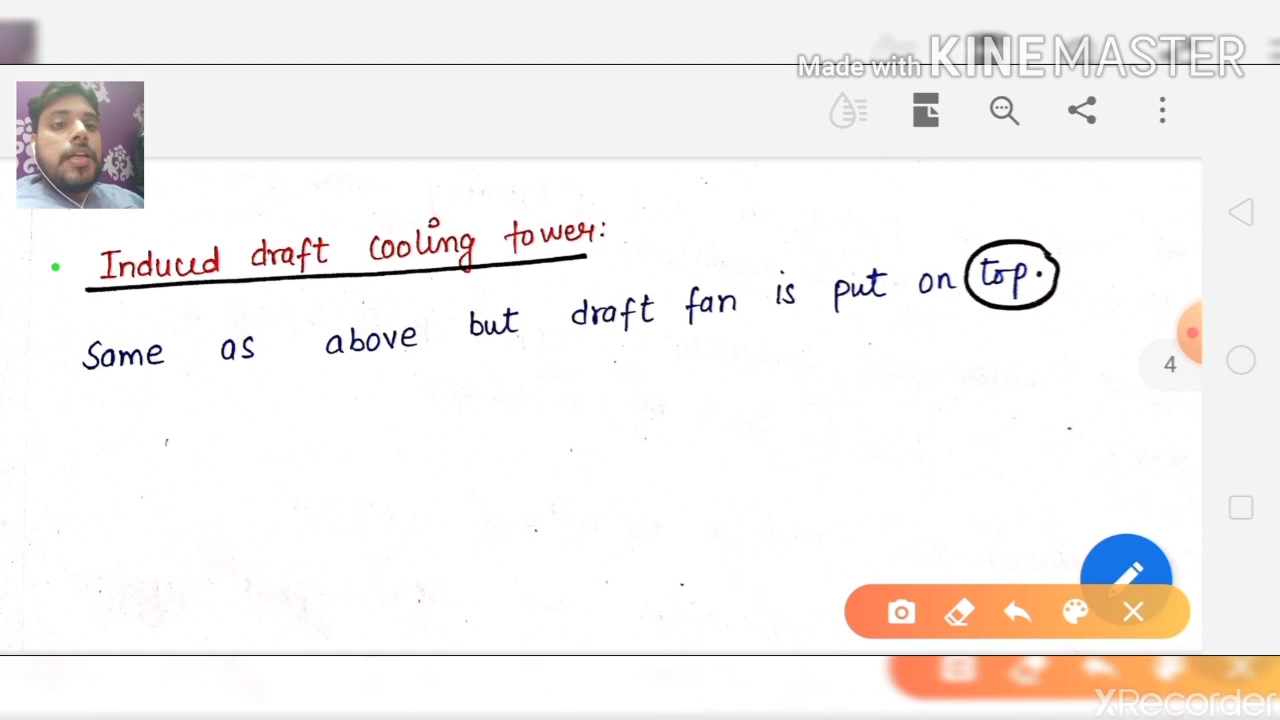 Made with KINEMASTER
Induced draft cooling tower:
Same as above but draft fan is put on top.
4
XRecorder